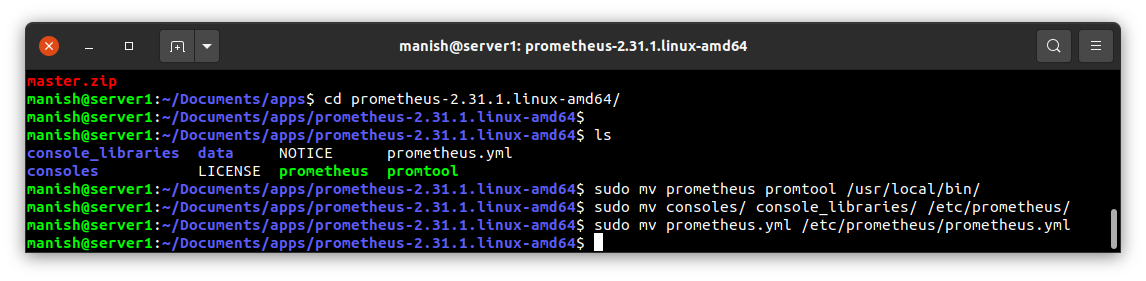 manish@server1: prometheus-2.31.1.linux-amd64
master.zip
manish@server1:~/Documents/apps$ cd prometheus-2.31.1.linux-amd64/
manish@server1:~/Documents/apps/prometheus-2.31.1.linux-amd64$
manish@server1:~/Documents/apps/prometheus-2.31.1.linux-amd64$ ls
console_libraries  data     NOTICE      prometheus.yml
consoles           LICENSE  prometheus  promtool
manish@server1:~/Documents/apps/prometheus-2.31.1.linux-amd64$ sudo mv prometheus promtool /usr/local/bin/
manish@server1:~/Documents/apps/prometheus-2.31.1.linux-amd64$ sudo mv consoles/ console_libraries/ /etc/prometheus/
manish@server1:~/Documents/apps/prometheus-2.31.1.linux-amd64$ sudo mv prometheus.yml /etc/prometheus/prometheus.yml
manish@server1:~/Documents/apps/prometheus-2.31.1.linux-amd64$